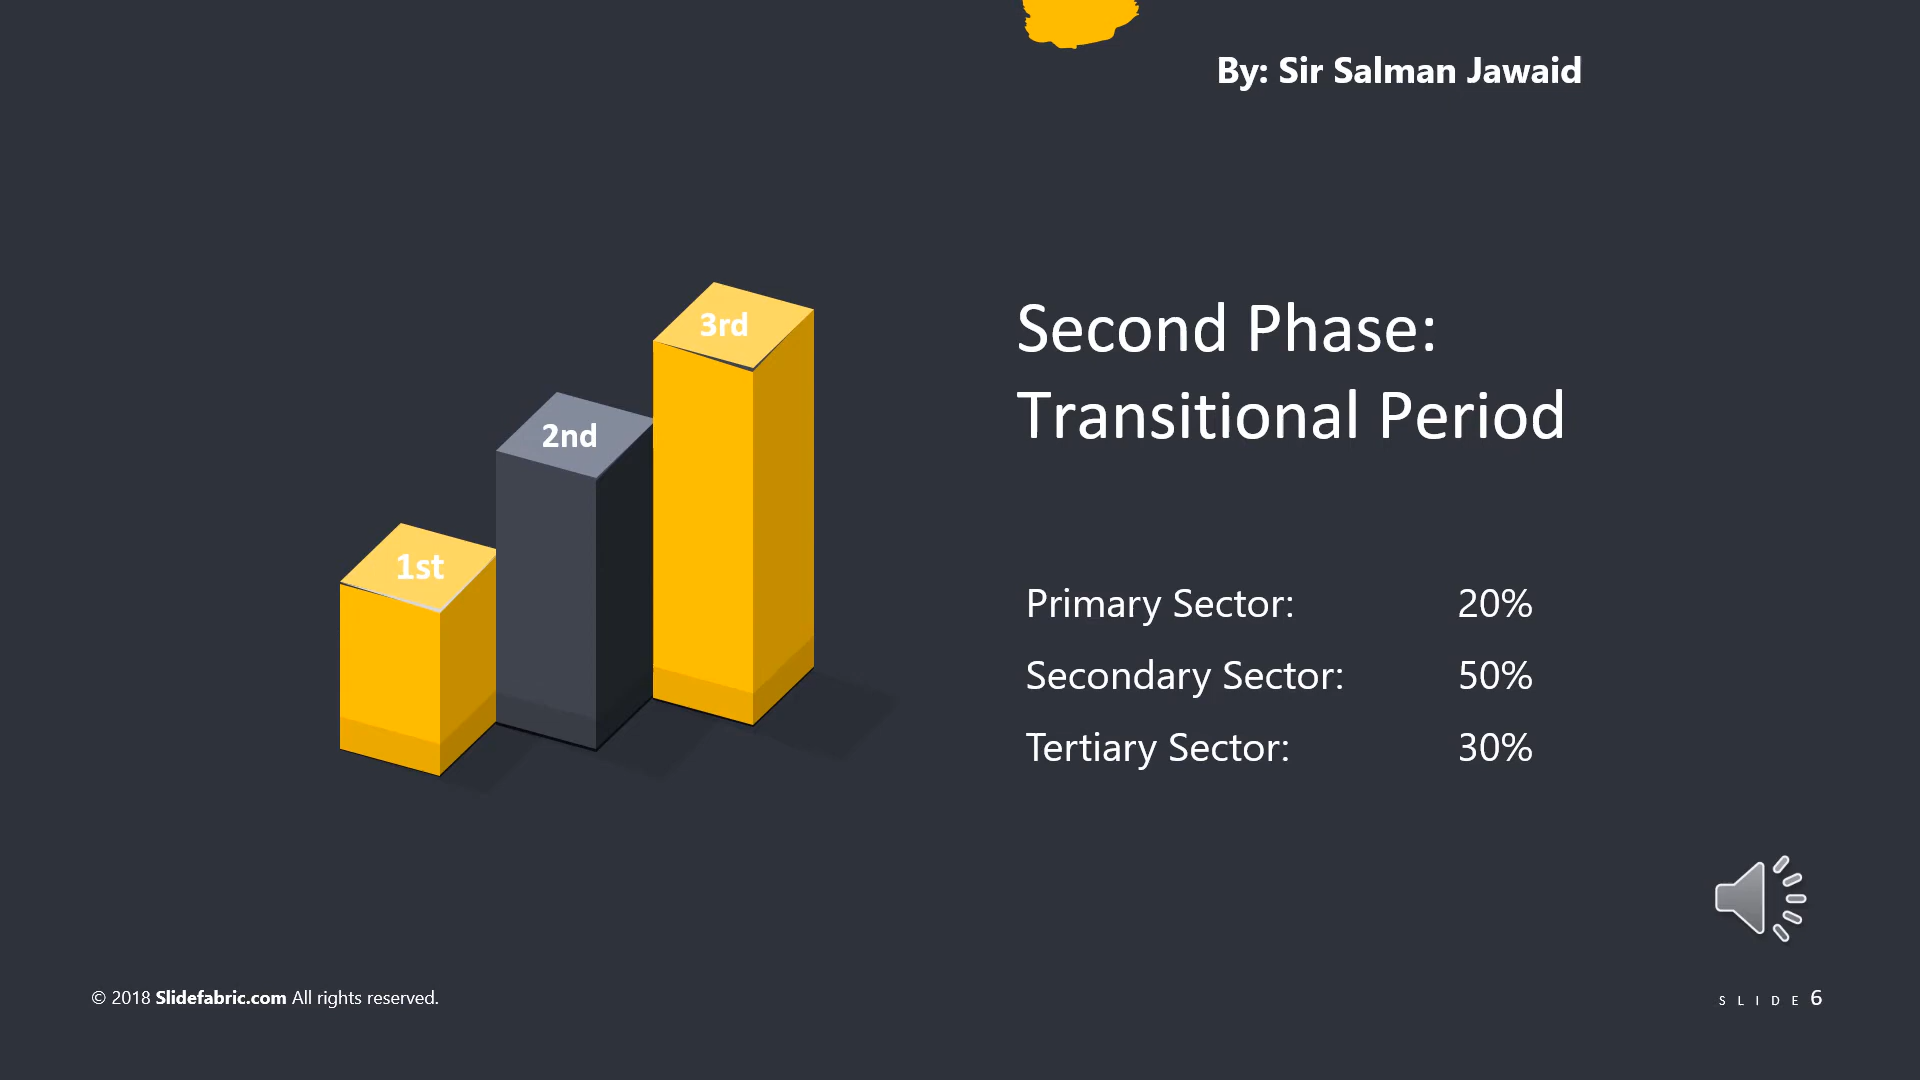 By: Sir Salman Jawaid
3rd
2nd
1st
Second Phase:
Transitional Period
Primary Sector: 20%
Secondary Sector: 50%
Tertiary Sector: 30%
© 2018 Slidefabric.com All rights reserved.
SLIDE 6